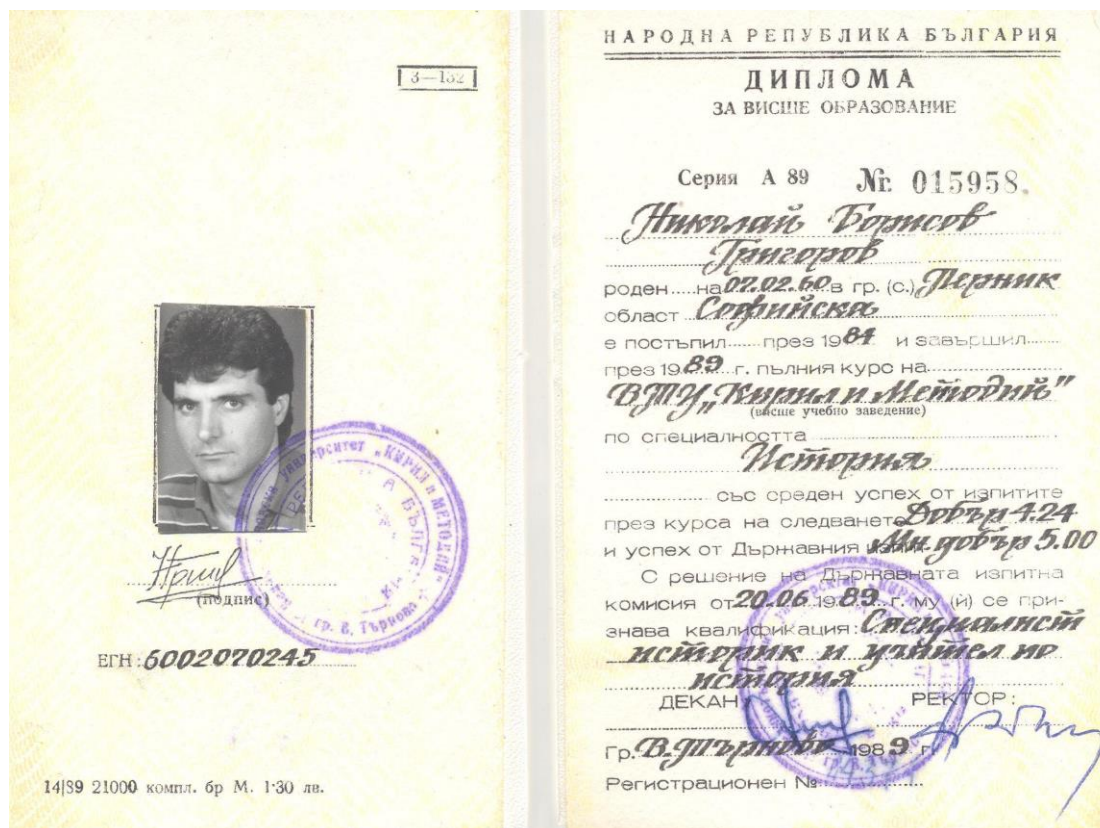 3—132
(подпис)
ЕГН: 6002070245
14|89 21000 компл. бр М. 1·30 лв.
НАРОДНА РЕПУБЛИКА БЪЛГАРИЯ
ДИПЛОМА
ЗА ВИСШЕ ОБРАЗОВАНИЕ
Серия А 89 № 015958.
Николай Борисов
Григоров
роден на 07.02.60 в гр. (с.) Перник
област Софийска
е постъпил през 1984 и завършил
през 1989 г. пълния курс на
ВТУ „Кирил и Методий"
(висше учебно заведение)
по специалността
История
със среден успех от изпитите
през курса на следването Добър 4.24
и успех от Държавния изпит Мн. добър 5.00
С решение на Държавната изпитна
комисия от 20.06 1989 г. му (ѝ) се при-
знава квалификация: Специалист
историк и учител по
история
ДЕКАН: РЕКТОР:
гр. В. Търново 1989 г.
Регистрационен №
университет „КИРИЛ и МЕТОДИЙ"
гр. В. Търново